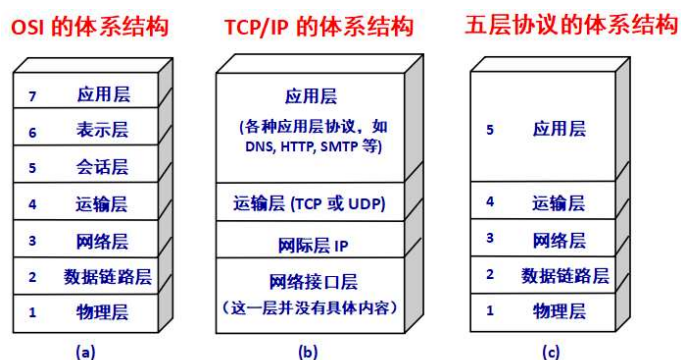 OSI 的体系结构
7 应用层
6 表示层
5 会话层
4 运输层
3 网络层
2 数据链路层
1 物理层
(a)
TCP/IP 的体系结构
应用层
(各种应用层协议，如
DNS, HTTP, SMTP 等)
运输层 (TCP 或 UDP)
网际层 IP
网络接口层
（这一层并没有具体内容）
(b)
五层协议的体系结构
5 应用层
4 运输层
3 网络层
2 数据链路层
1 物理层
(c)